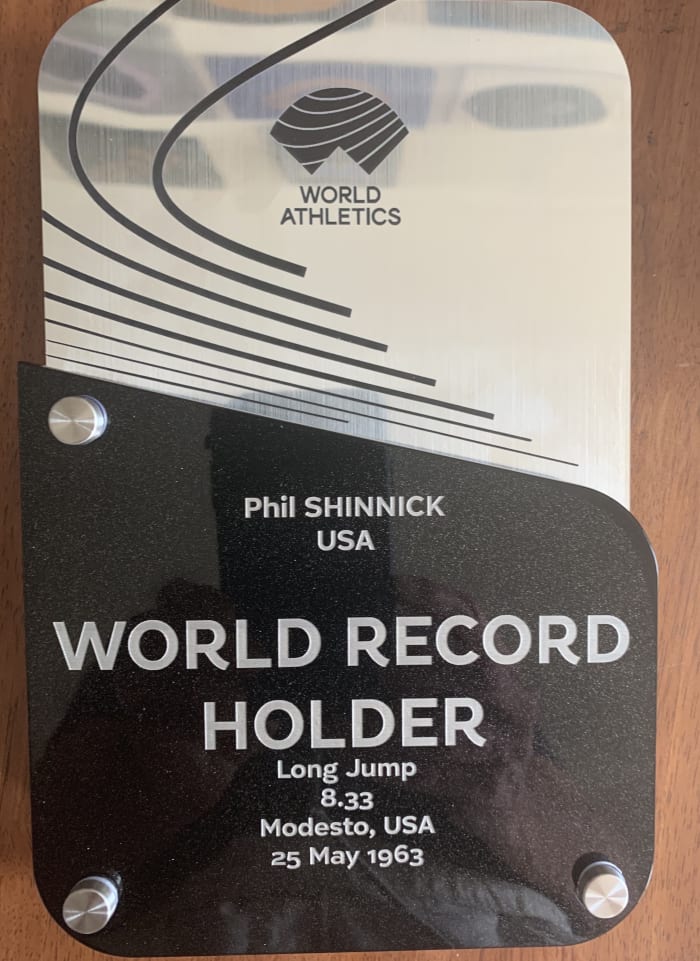 WORLD
ATHLETICS
Phil SHINNICK
USA
WORLD RECORD
HOLDER
Long Jump
8.33
Modesto, USA
25 May 1963